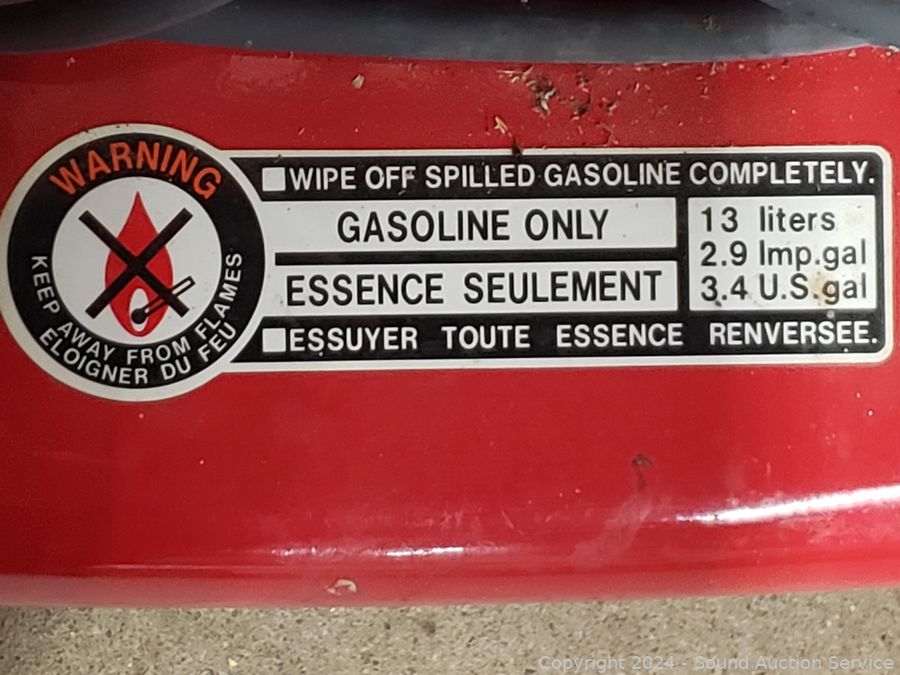 WARNING
KEEP AWAY FROM FLAMES
ELOIGNER DU FEU
WIPE OFF SPILLED GASOLINE COMPLETELY.
GASOLINE ONLY
ESSENCE SEULEMENT
13 liters
2.9 Imp.gal
3.4 U.S.gal
ESSUYER TOUTE ESSENCE RENVERSEE.
Copyright 2024 - Sound Auction Service